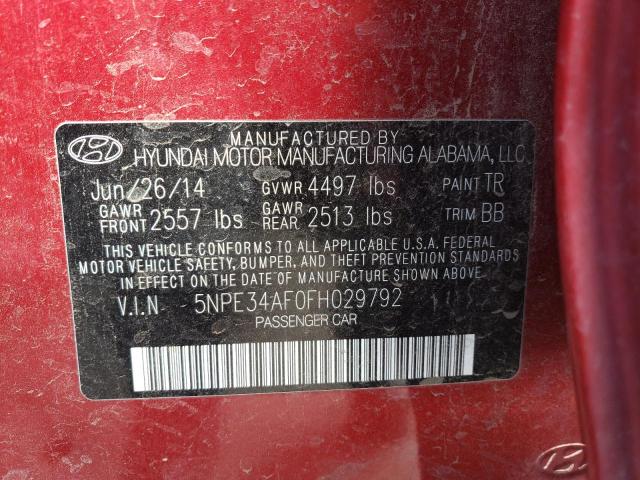 MANUFACTURED BY
HYUNDAI MOTOR MANUFACTURING ALABAMA, LLC
Jun/26/14 GVWR 4497 lbs PAINT TR
GAWR FRONT 2557 lbs GAWR REAR 2513 lbs TRIM BB
THIS VEHICLE CONFORMS TO ALL APPLICABLE U.S.A. FEDERAL
MOTOR VEHICLE SAFETY, BUMPER, AND THEFT PREVENTION STANDARDS
IN EFFECT ON THE DATE OF MANUFACTURE SHOWN ABOVE.
V.I.N 5NPE34AF0FH029792
PASSENGER CAR